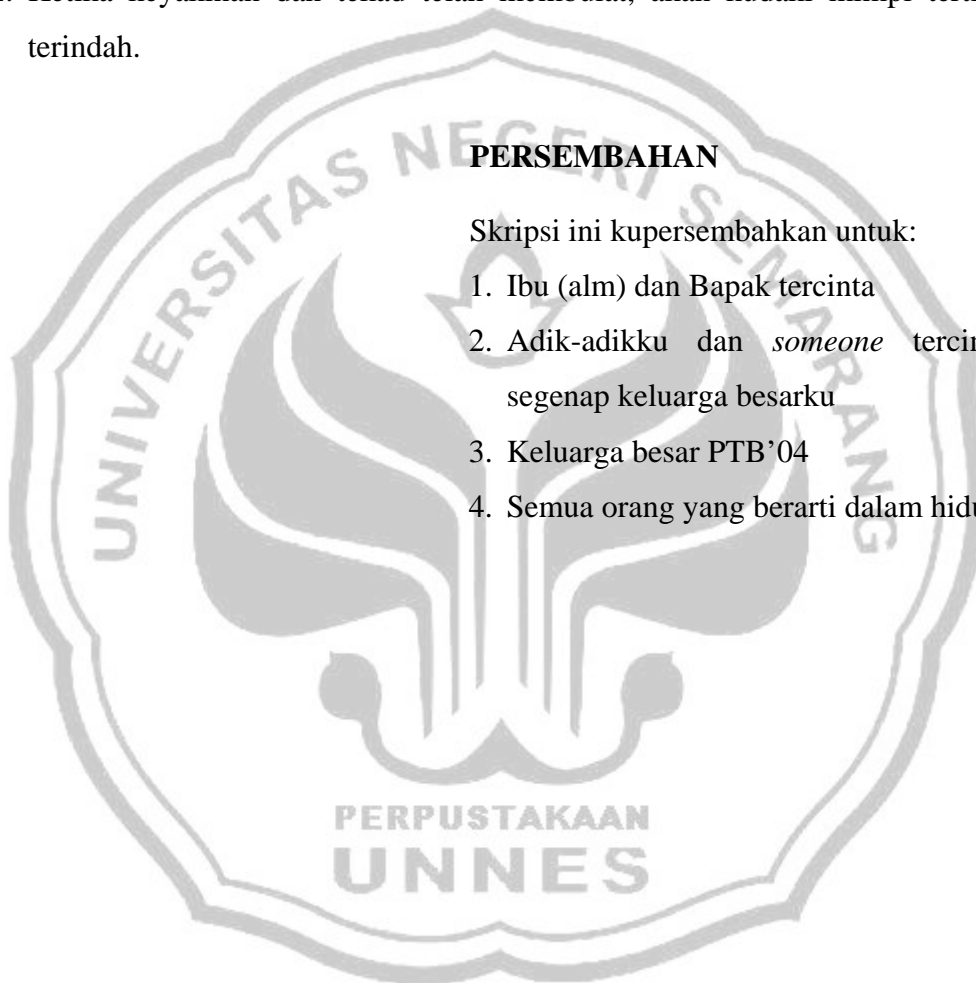 terindah.
PERSEMBAHAN
Skripsi ini kupersembahkan untuk:
1. Ibu (alm) dan Bapak tercinta
2. Adik-adikku dan someone
segenap keluarga besarku
3. Keluarga besar PTB’04
4. Semua orang yang berarti dalam
UNIVERSITAS NEGERI SEMARANG
PERPUSTAKAAN
UNNES